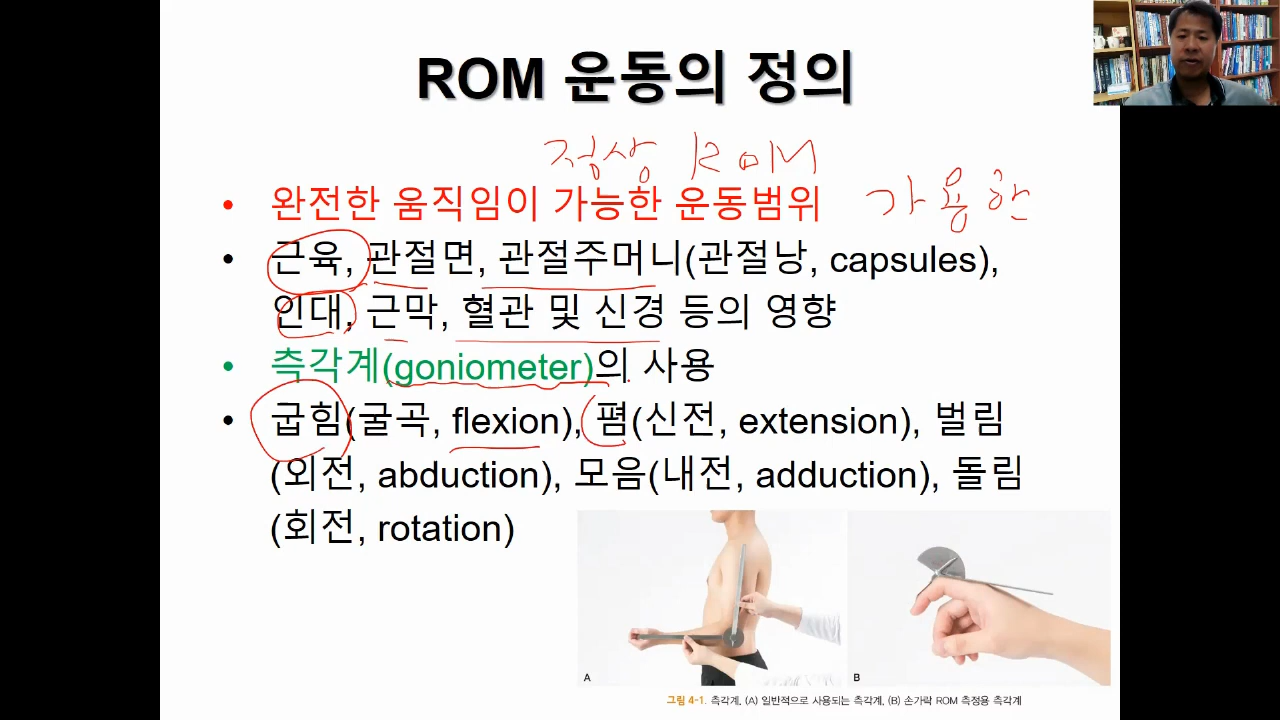 ROM 운동의 정의
정상 ROM
• 완전한 움직임이 가능한 운동범위 가용한
• 근육, 관절면, 관절주머니(관절낭, capsules),
인대, 근막, 혈관 및 신경 등의 영향
• 측각계(goniometer)의 사용
• 굽힘(굴곡, flexion), 폄(신전, extension), 벌림
(외전, abduction), 모음(내전, adduction), 돌림
(회전, rotation)
A
B
그림 4-1. 측각계, (A) 일반적으로 사용되는 측각계, (B) 손가락 ROM 측정용 측각계